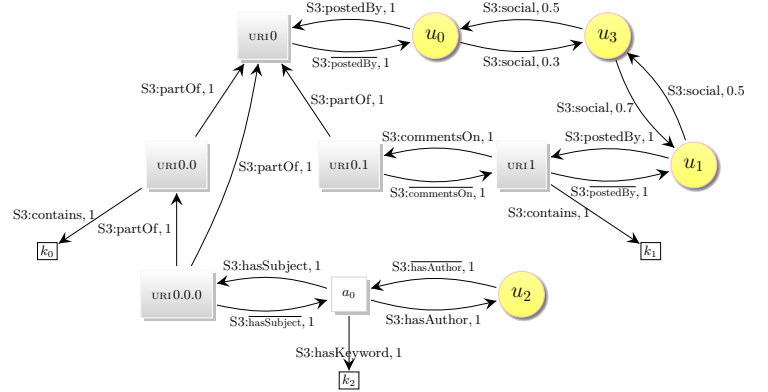 S3:postedBy, 1
S3:social, 0.5
URI0
u0
u3
S3:postedBy, 1
S3:social, 0.3
S3:partOf, 1
S3:partOf, 1
S3:social, 0.7
S3:social, 0.5
S3:commentsOn, 1
S3:postedBy, 1
URI0.0
S3:partOf, 1
URI0.1
URI1
u1
S3:commentsOn, 1
S3:postedBy, 1
S3:contains, 1
S3:partOf, 1
S3:contains, 1
k0
k1
S3:hasSubject, 1
S3:hasAuthor, 1
URI0.0.0
a0
u2
S3:hasSubject, 1
S3:hasAuthor, 1
S3:hasKeyword, 1
k2